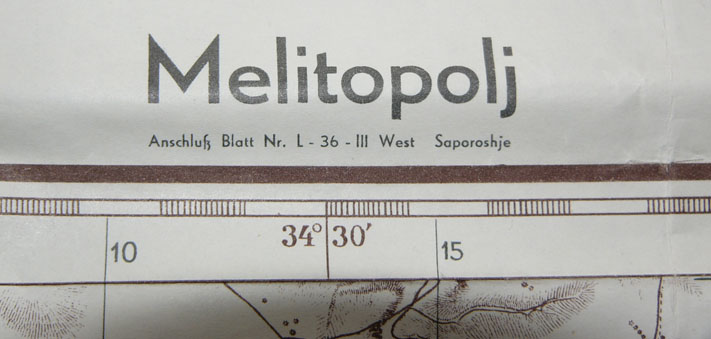 Melitopolj
Anschluß Blatt Nr. L - 36 - III West Saporoshje
34° 30′
10 15